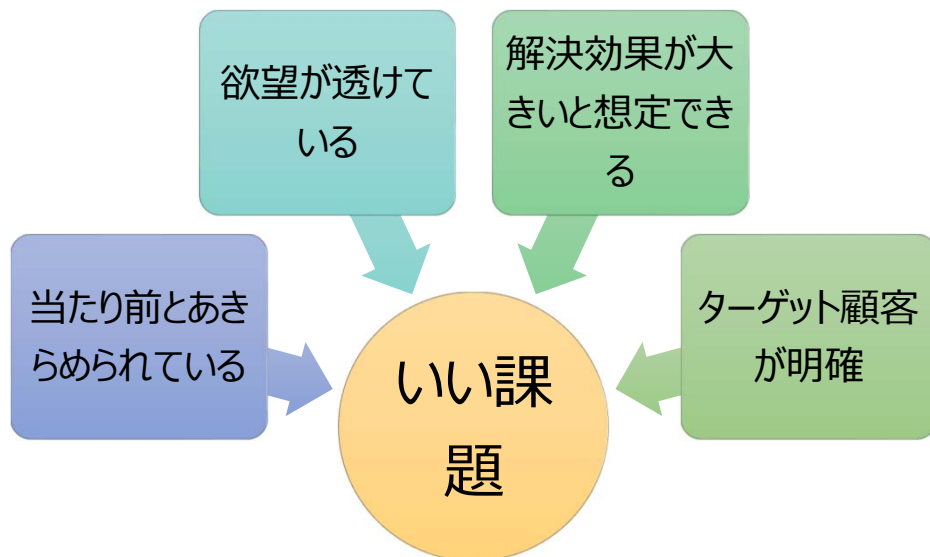 当たり前とあき
らめられている
欲望が透けて
いる
解決効果が大
きいと想定でき
る
ターゲット顧客
が明確
いい課
題